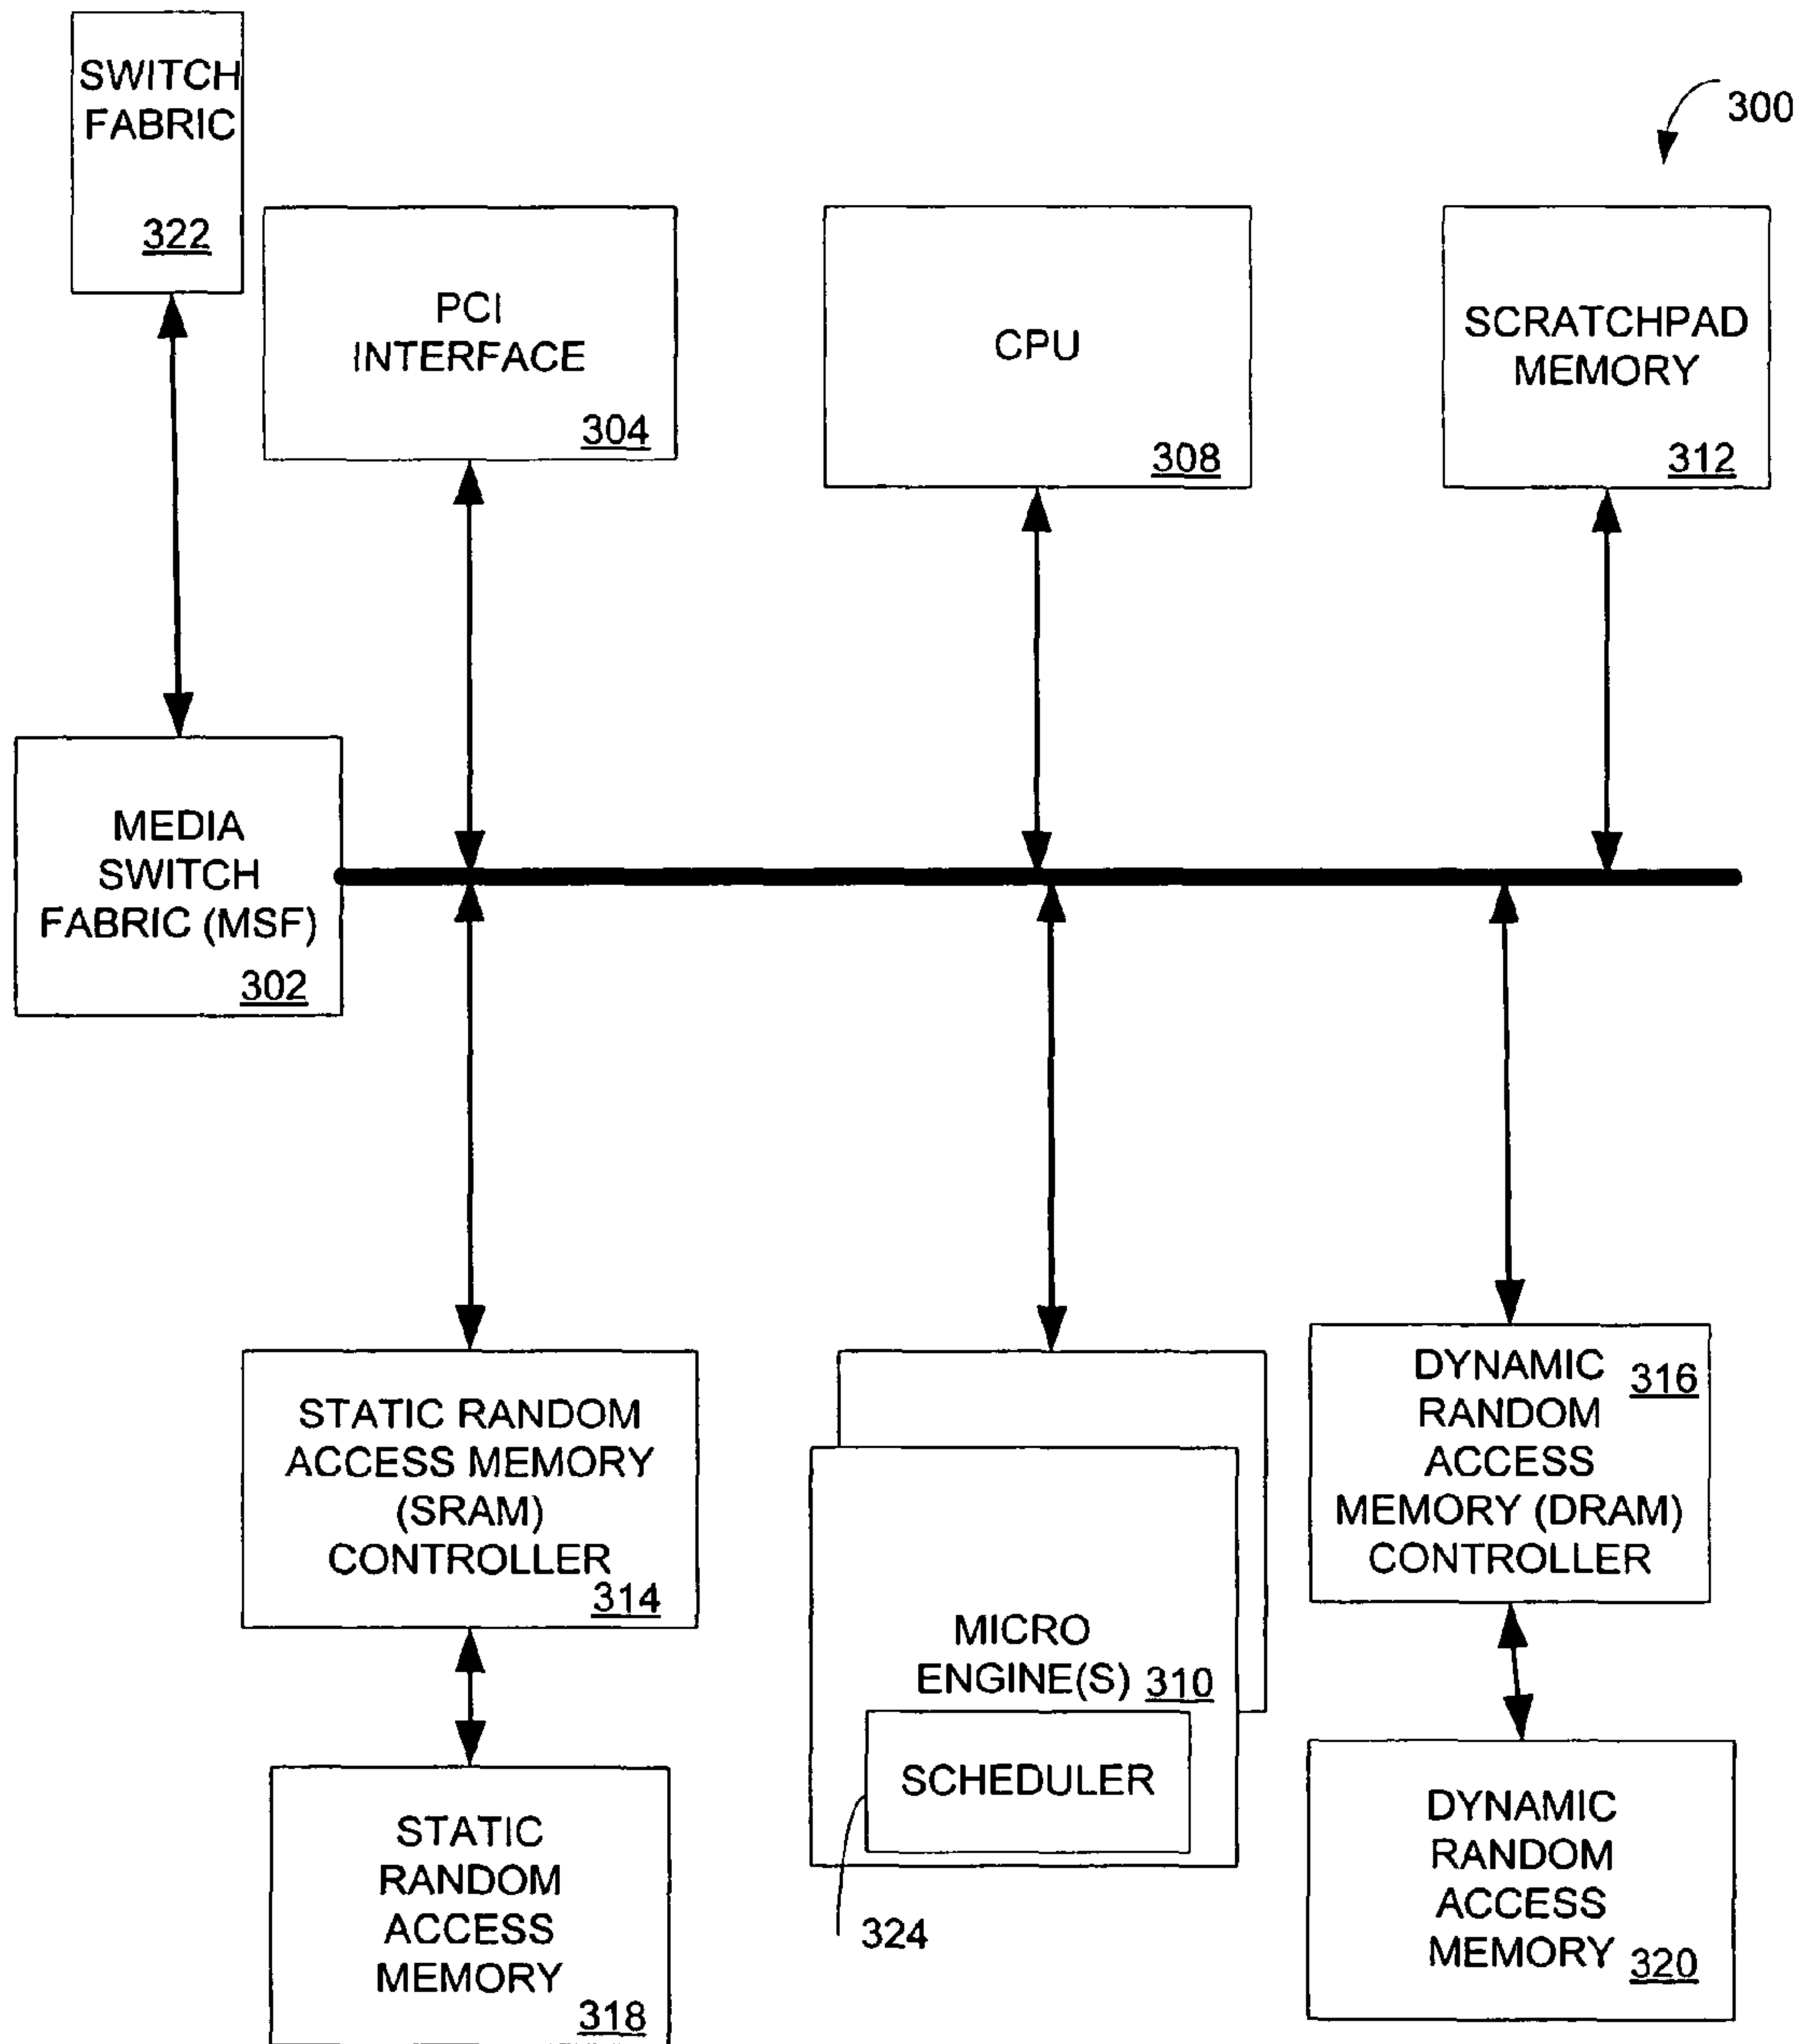 SWITCH
FABRIC
322
300
PCI
INTERFACE
304
CPU
308
SCRATCHPAD
MEMORY
312
MEDIA
SWITCH
FABRIC (MSF)
302
STATIC RANDOM
ACCESS MEMORY
(SRAM)
CONTROLLER
314
MICRO
ENGINE(S) 310
SCHEDULER
324
DYNAMIC
316
RANDOM
ACCESS
MEMORY (DRAM)
CONTROLLER
STATIC
RANDOM
ACCESS
MEMORY
318
DYNAMIC
RANDOM
ACCESS
MEMORY 320